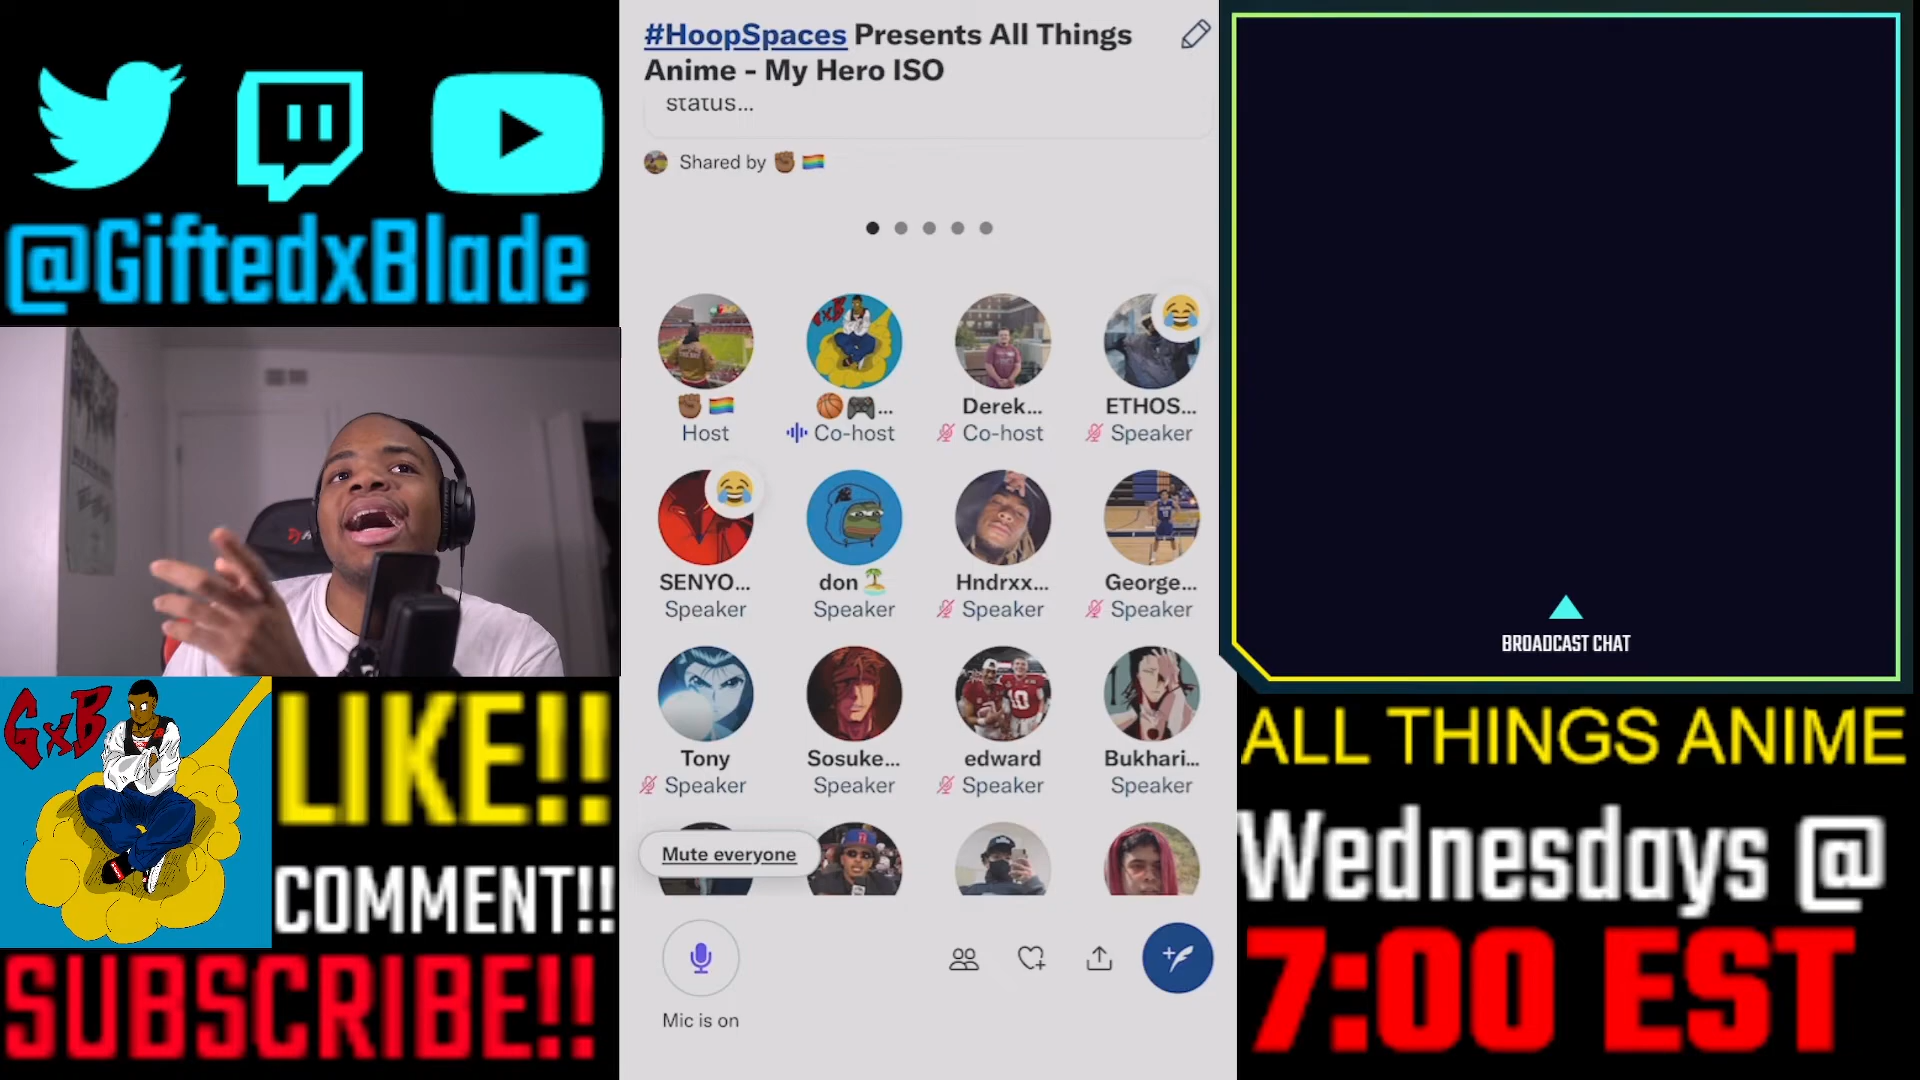 @GiftedxBlade
GxB
LIKE!!
COMMENT!!
SUBSCRIBE!!
#HoopSpaces Presents All Things
Anime - My Hero ISO
status...
Shared by ✊🏾 🏳️‍🌈
✊🏾 🏳️‍🌈
Host
🏀🎮...
Co-host
Derek...
Co-host
ETHOS...
Speaker
SENYO...
Speaker
don🏝️
Speaker
Hndrxx...
Speaker
George...
Speaker
Tony
Speaker
Sosuke...
Speaker
edward
Speaker
Bukhari...
Speaker
Mute everyone
Mic is on
BROADCAST CHAT
ALL THINGS ANIME
Wednesdays @
7:00 EST